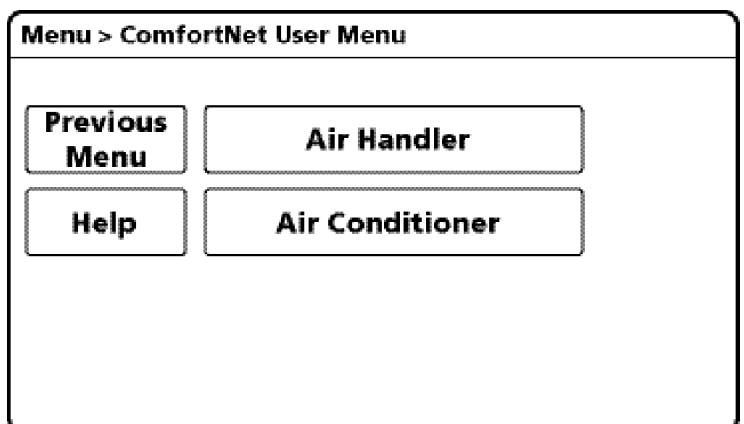 Menu > ComfortNet User Menu
Previous
Menu
Air Handler
Help
Air Conditioner